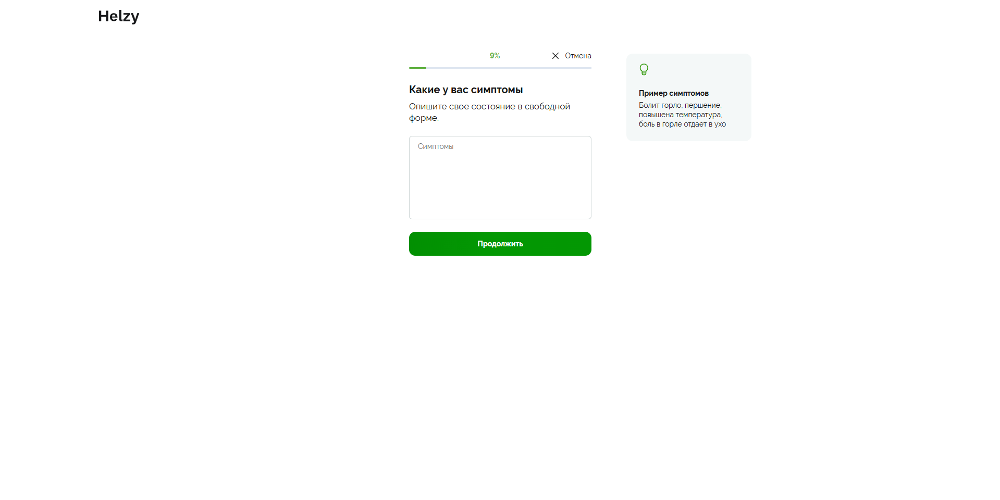 Helzy
9%
Отмена
Какие у вас симптомы
Опишите свое состояние в свободной
форме.
Симптомы
Продолжить
Пример симптомов
Болит горло, першение,
повышена температура,
боль в горле отдает в ухо